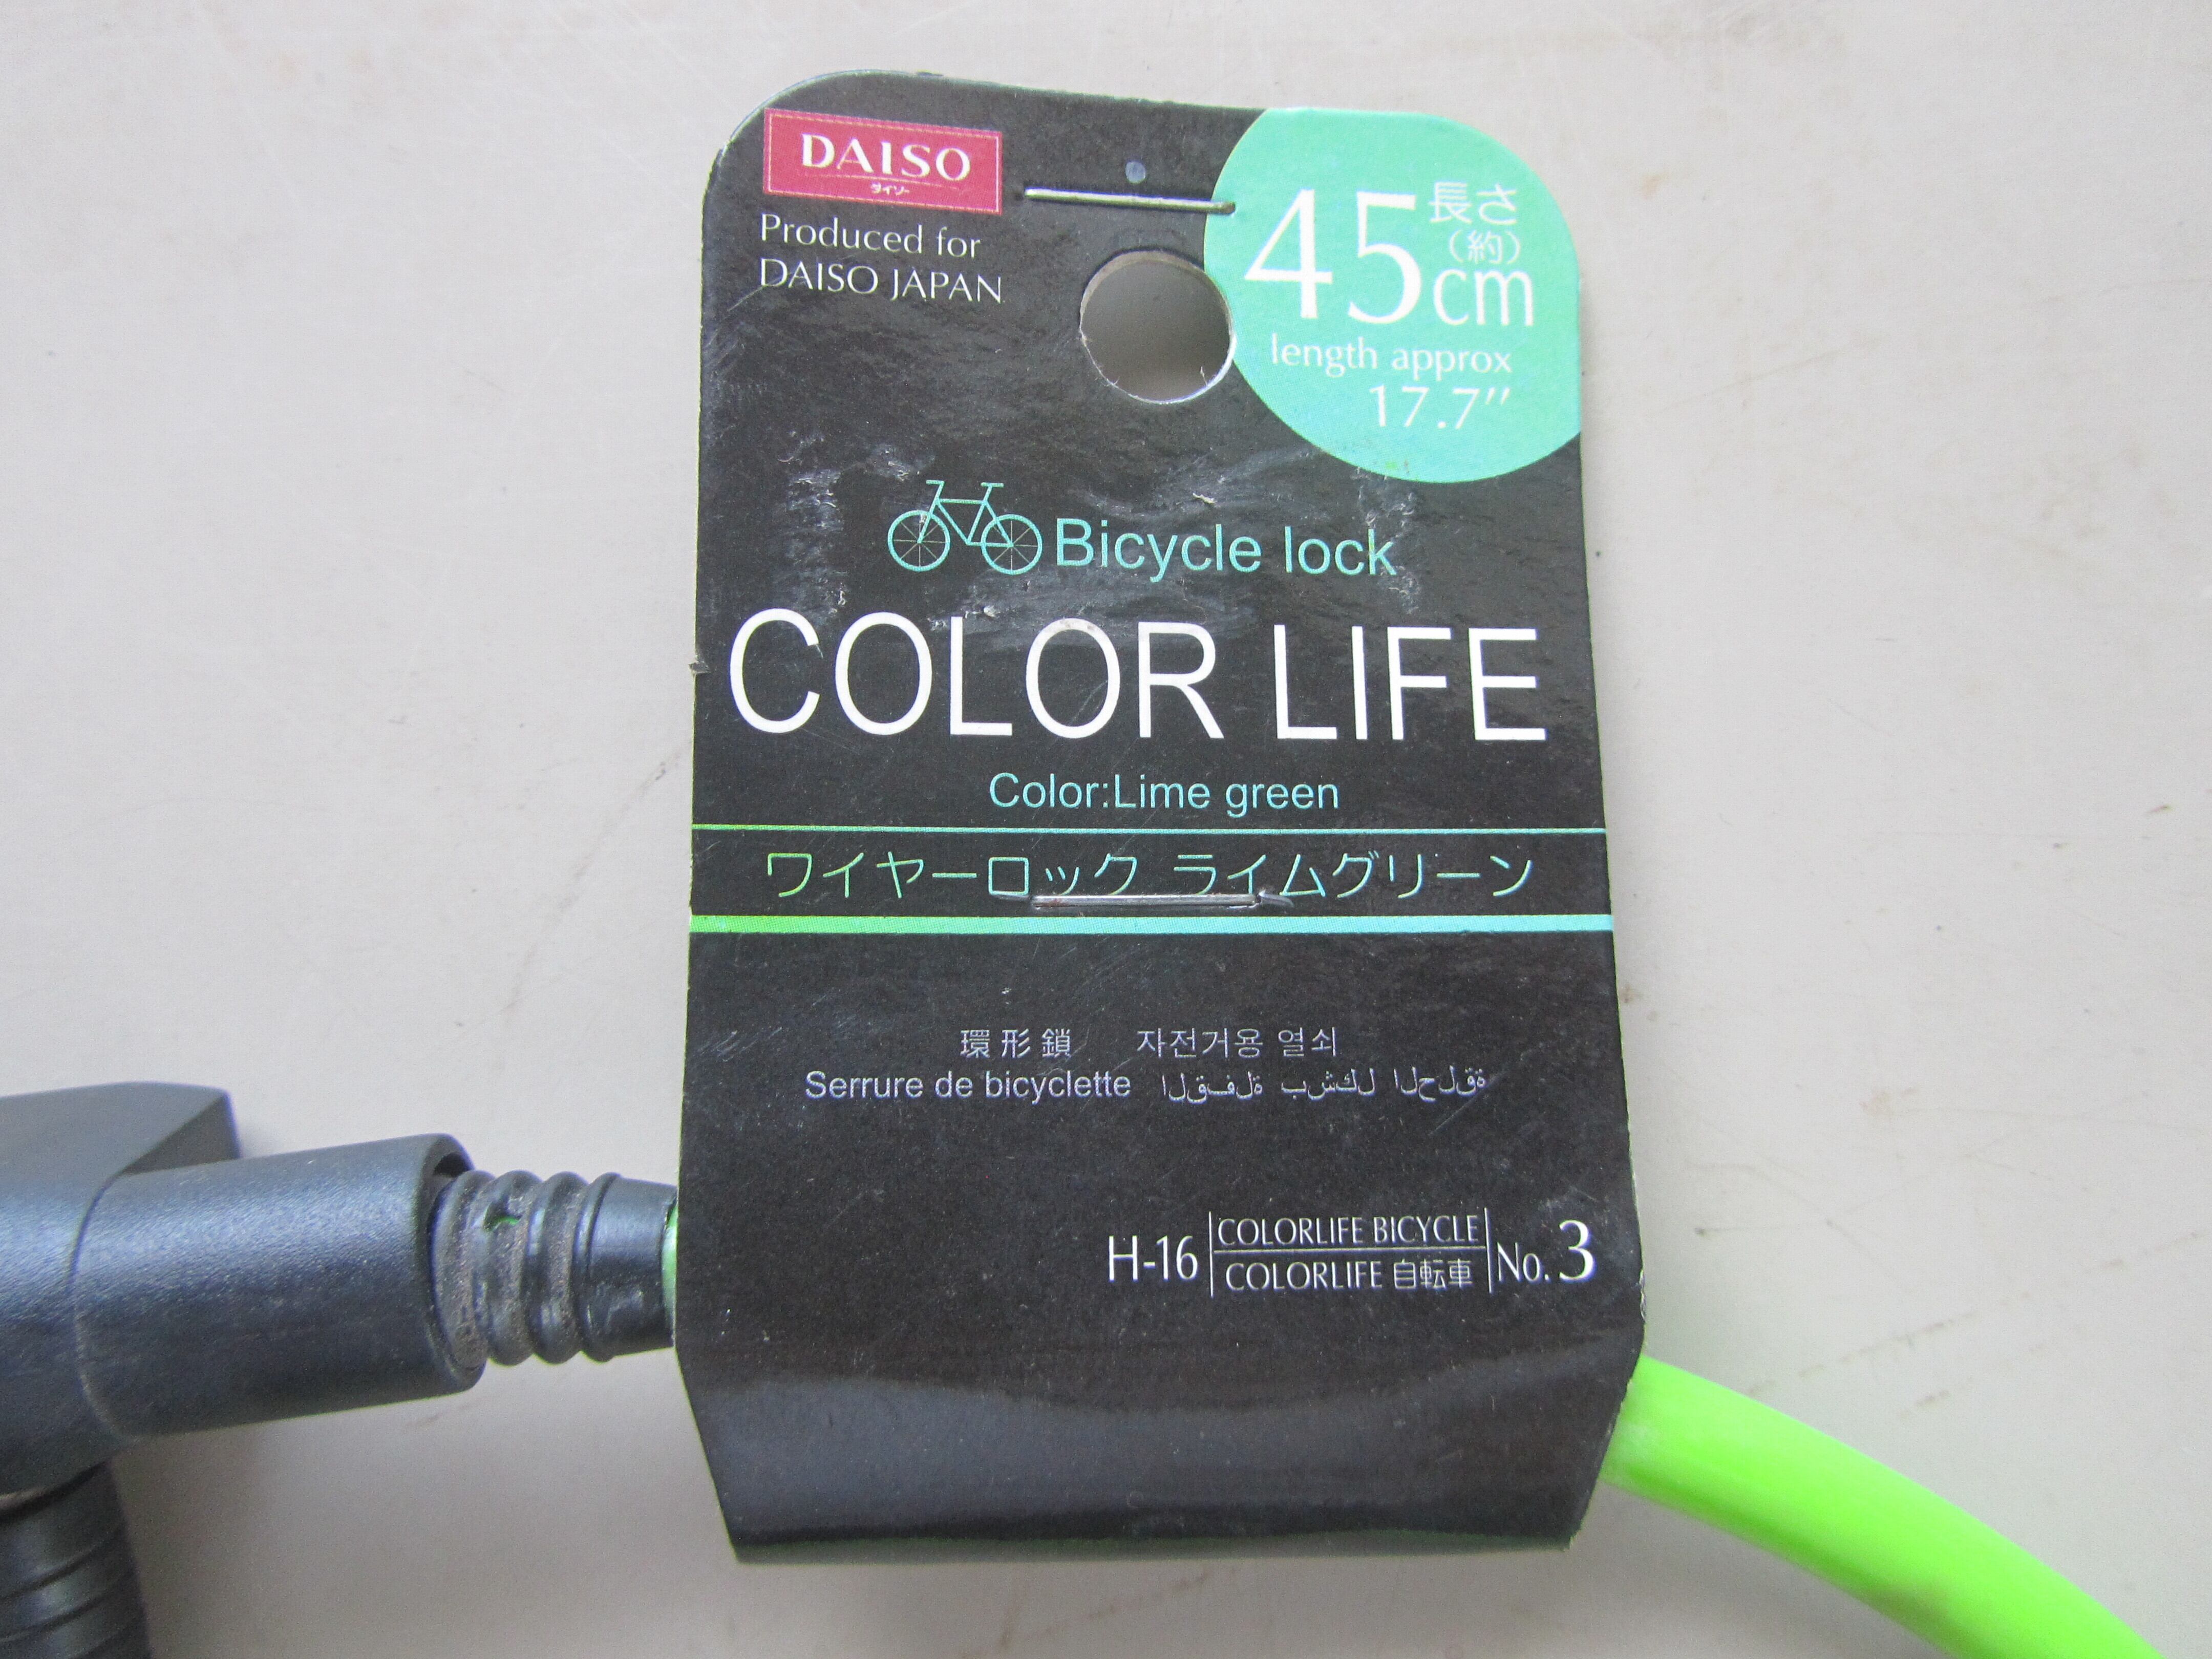 DAISO
ダイソー
Produced for
DAISO JAPAN
45cm
長さ
(約)
length approx
17.7"
Bicycle lock
COLOR LIFE
Color:Lime green
ワイヤーロック ライムグリーン
環形鎖 자전거용 열쇠
Serrure de bicyclette القفلة بشكل الحلقة
H-16 COLORLIFE BICYCLE No. 3
COLORLIFE 自転車